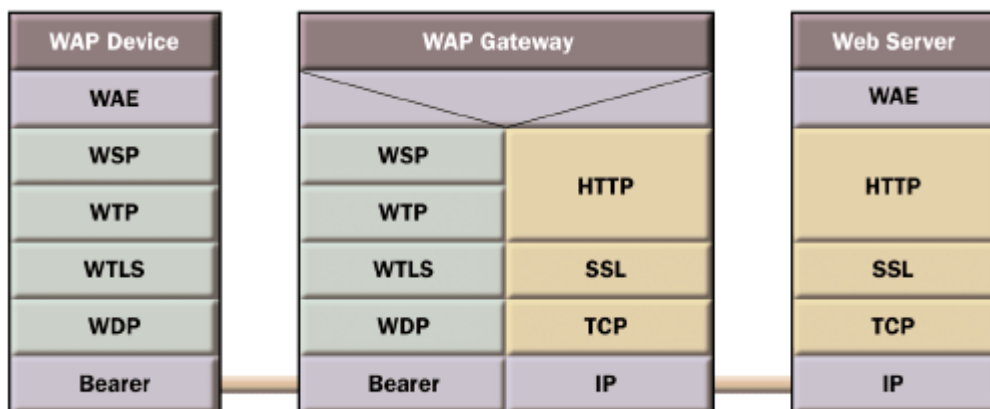 WAP Device
WAE
WSP
WTP
WTLS
WDP
Bearer
WAP Gateway
WSP
WTP
WTLS
WDP
Bearer
HTTP
SSL
TCP
IP
Web Server
WAE
HTTP
SSL
TCP
IP